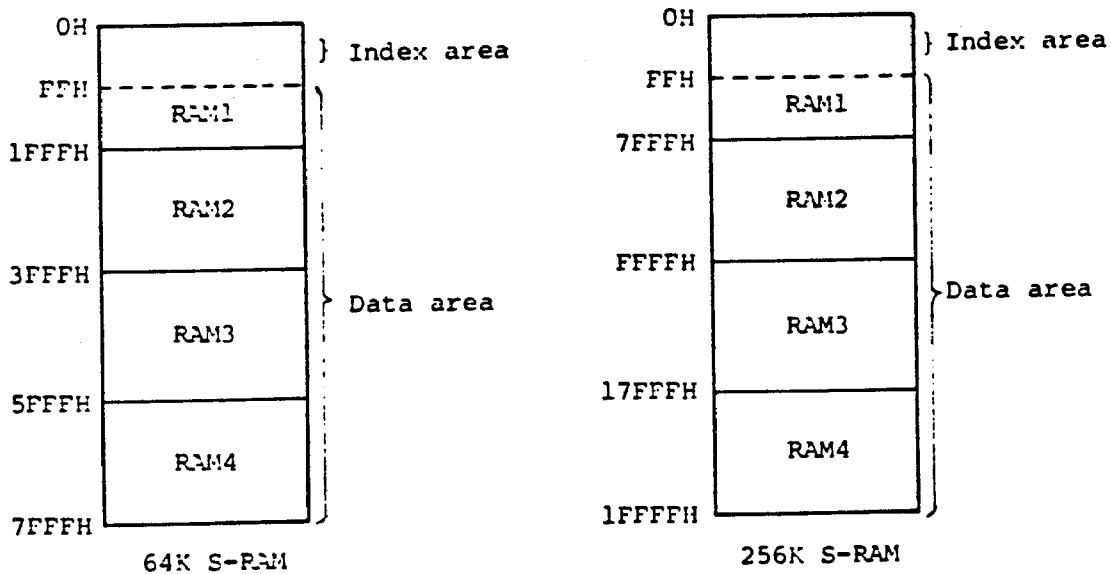 0H
} Index area
FFH
RAM1
1FFFH
RAM2
3FFFH
Data area
RAM3
5FFFH
RAM4
7FFFH
64K S-RAM
0H
} Index area
FFH
RAM1
7FFFH
RAM2
FFFFH
Data area
RAM3
17FFFH
RAM4
1FFFFH
256K S-RAM